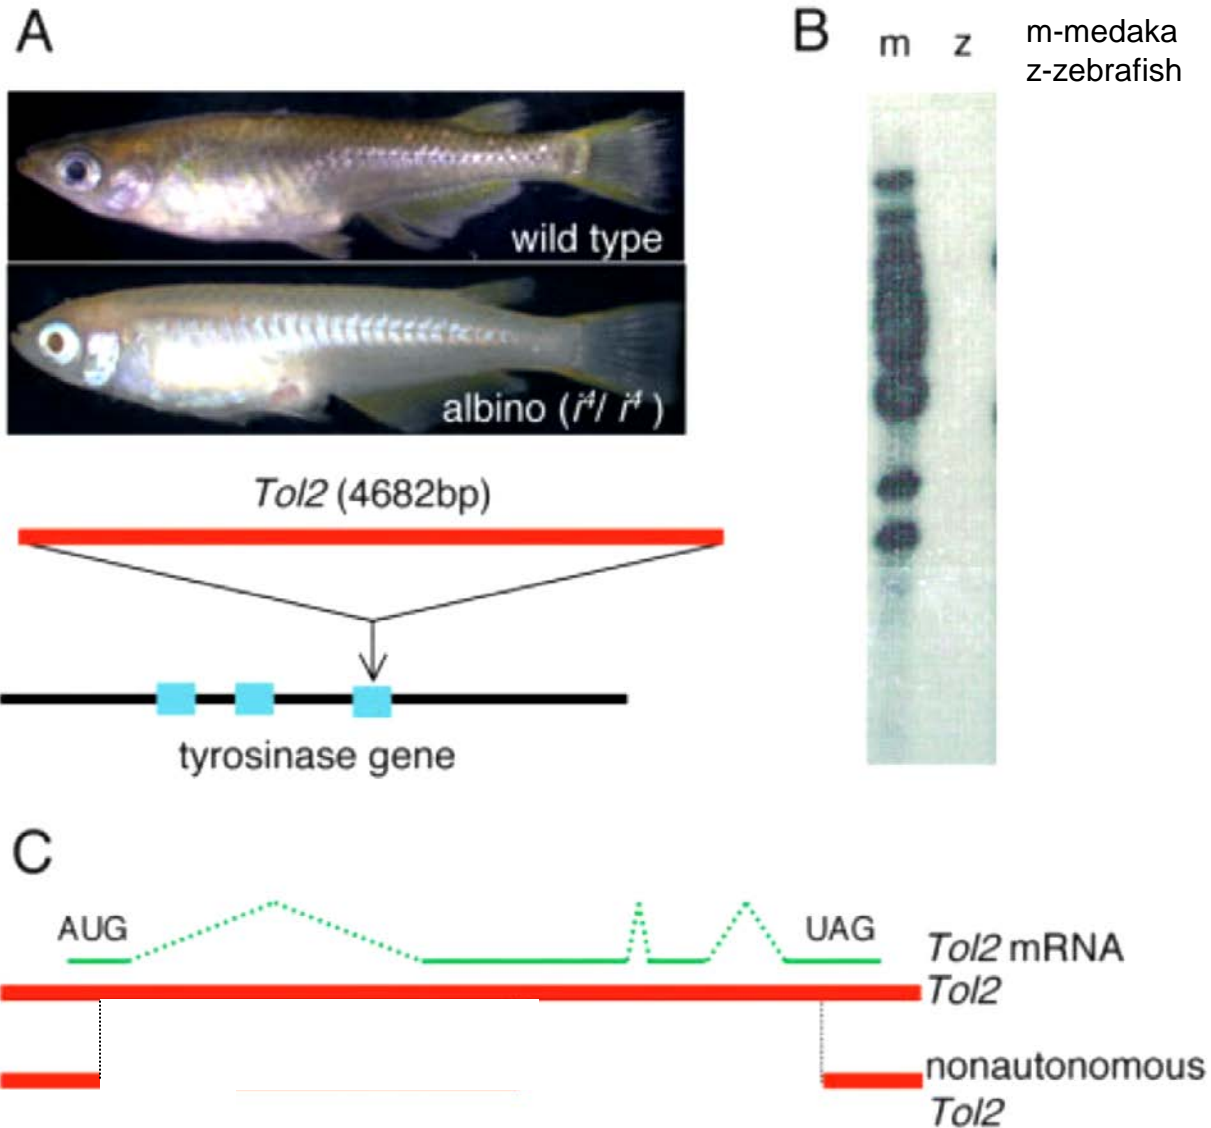 A
wild type
albino (i⁴/ i⁴ )
Tol2 (4682bp)
tyrosinase gene
B
m z
m-medaka
z-zebrafish
C
AUG
UAG
Tol2 mRNA
Tol2
nonautonomous
Tol2